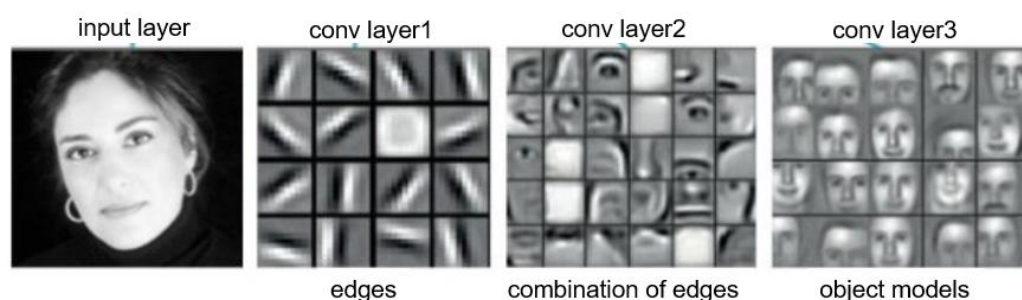 input layer
conv layer1
conv layer2
conv layer3
edges
combination of edges
object models